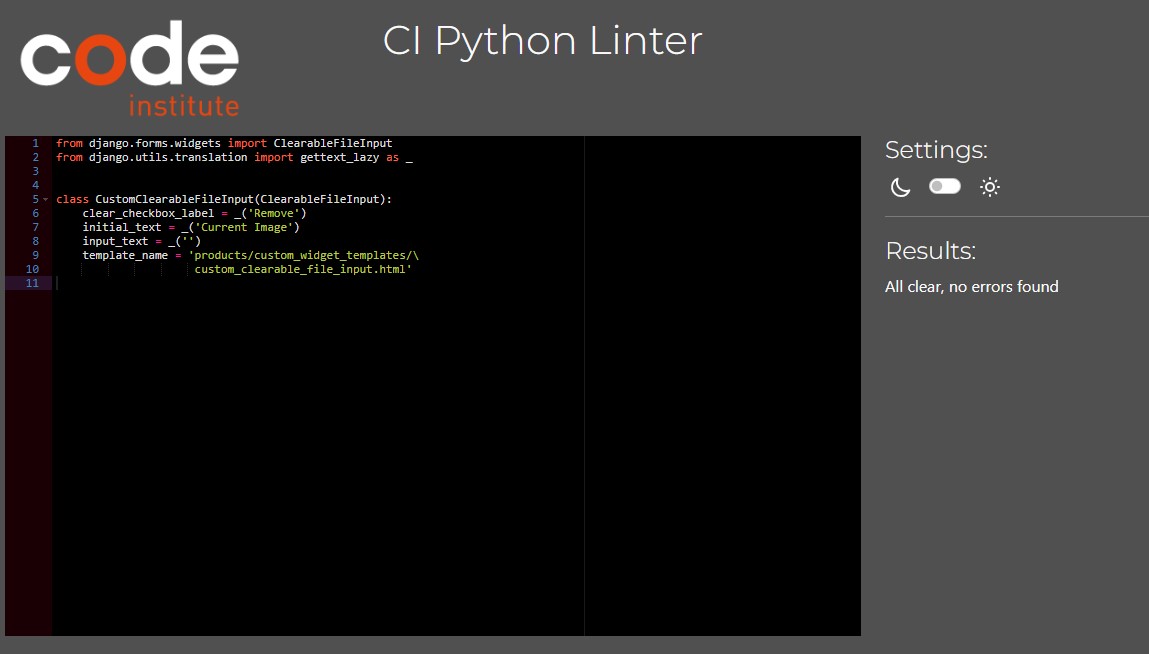 code
institute
CI Python Linter
1 from django.forms.widgets import ClearableFileInput
2 from django.utils.translation import gettext_lazy as _
3
4
5 class CustomClearableFileInput(ClearableFileInput):
6     clear_checkbox_label = _('Remove')
7     initial_text = _('Current Image')
8     input_text = _('')
9     template_name = 'products/custom_widget_templates/\
10                     custom_clearable_file_input.html'
11
Settings:
Results:
All clear, no errors found